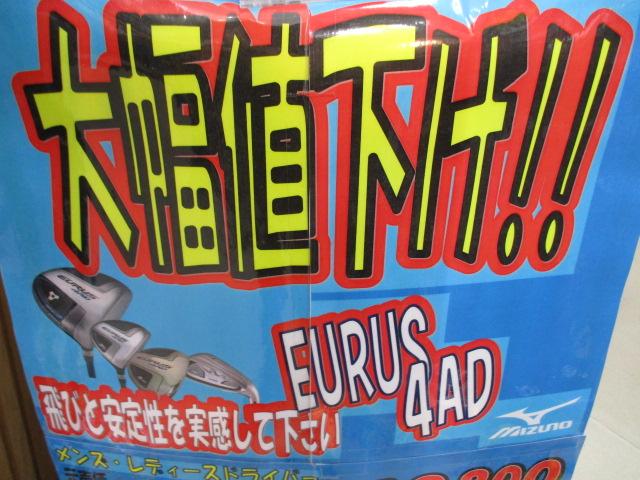 大幅値下げ!!
EURUS
4AD
飛びと安定性を実感して下さい
MIZUNO
メンズ・レディースドライバー